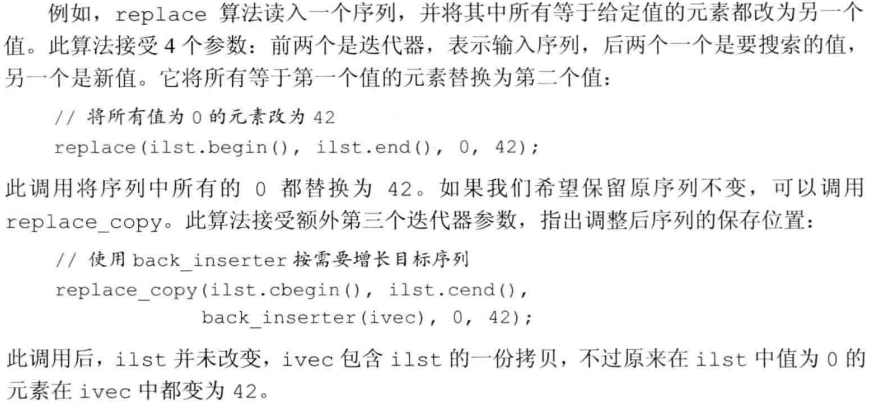 例如，replace 算法读入一个序列，并将其中所有等于给定值的元素都改为另一个
值。此算法接受 4 个参数：前两个是迭代器，表示输入序列，后两个一个是要搜索的值，
另一个是新值。它将所有等于第一个值的元素替换为第二个值：
// 将所有值为 0 的元素改为 42
replace(ilst.begin(), ilst.end(), 0, 42);
此调用将序列中所有的 0 都替换为 42。如果我们希望保留原序列不变，可以调用
replace_copy。此算法接受额外第三个迭代器参数，指出调整后序列的保存位置：
// 使用 back_inserter 按需要增长目标序列
replace_copy(ilst.cbegin(), ilst.cend(),
back_inserter(ivec), 0, 42);
此调用后，ilst 并未改变，ivec 包含 ilst 的一份拷贝，不过原来在 ilst 中值为 0 的
元素在 ivec 中都变为 42。